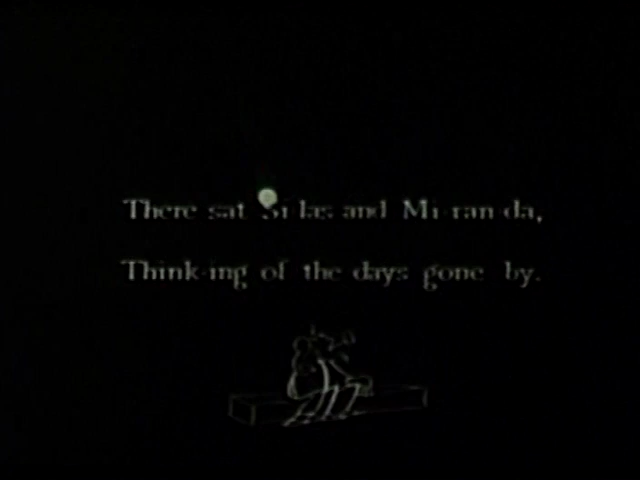 There sat Si-las and Mi-ran-da,
Think-ing of the days gone by.